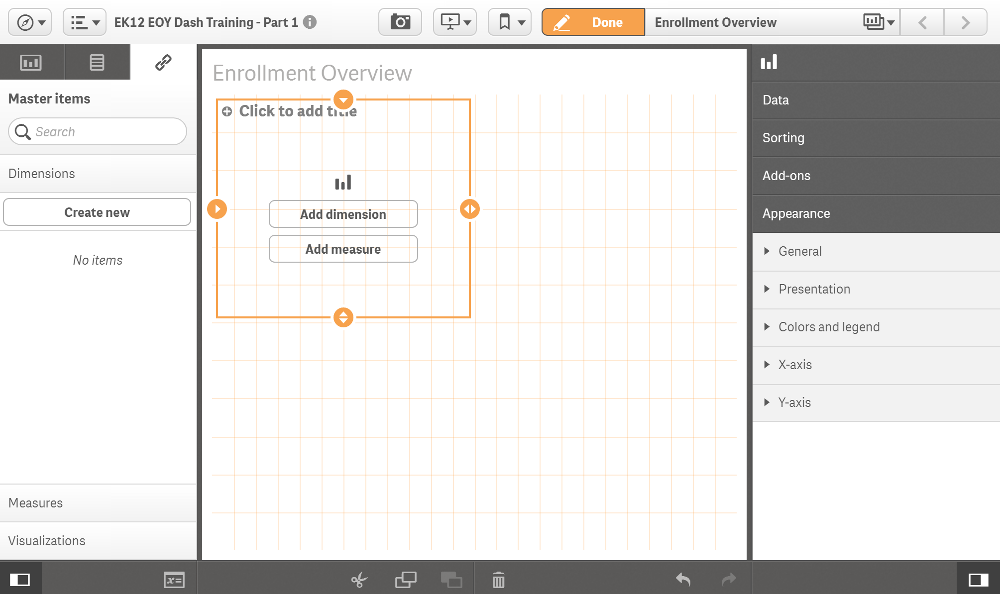 EK12 EOY Dash Training - Part 1
Done
Enrollment Overview
Master items
Search
Dimensions
Create new
No items
Measures
Visualizations
x=
Enrollment Overview
Click to add title
Add dimension
Add measure
Data
Sorting
Add-ons
Appearance
General
Presentation
Colors and legend
X-axis
Y-axis